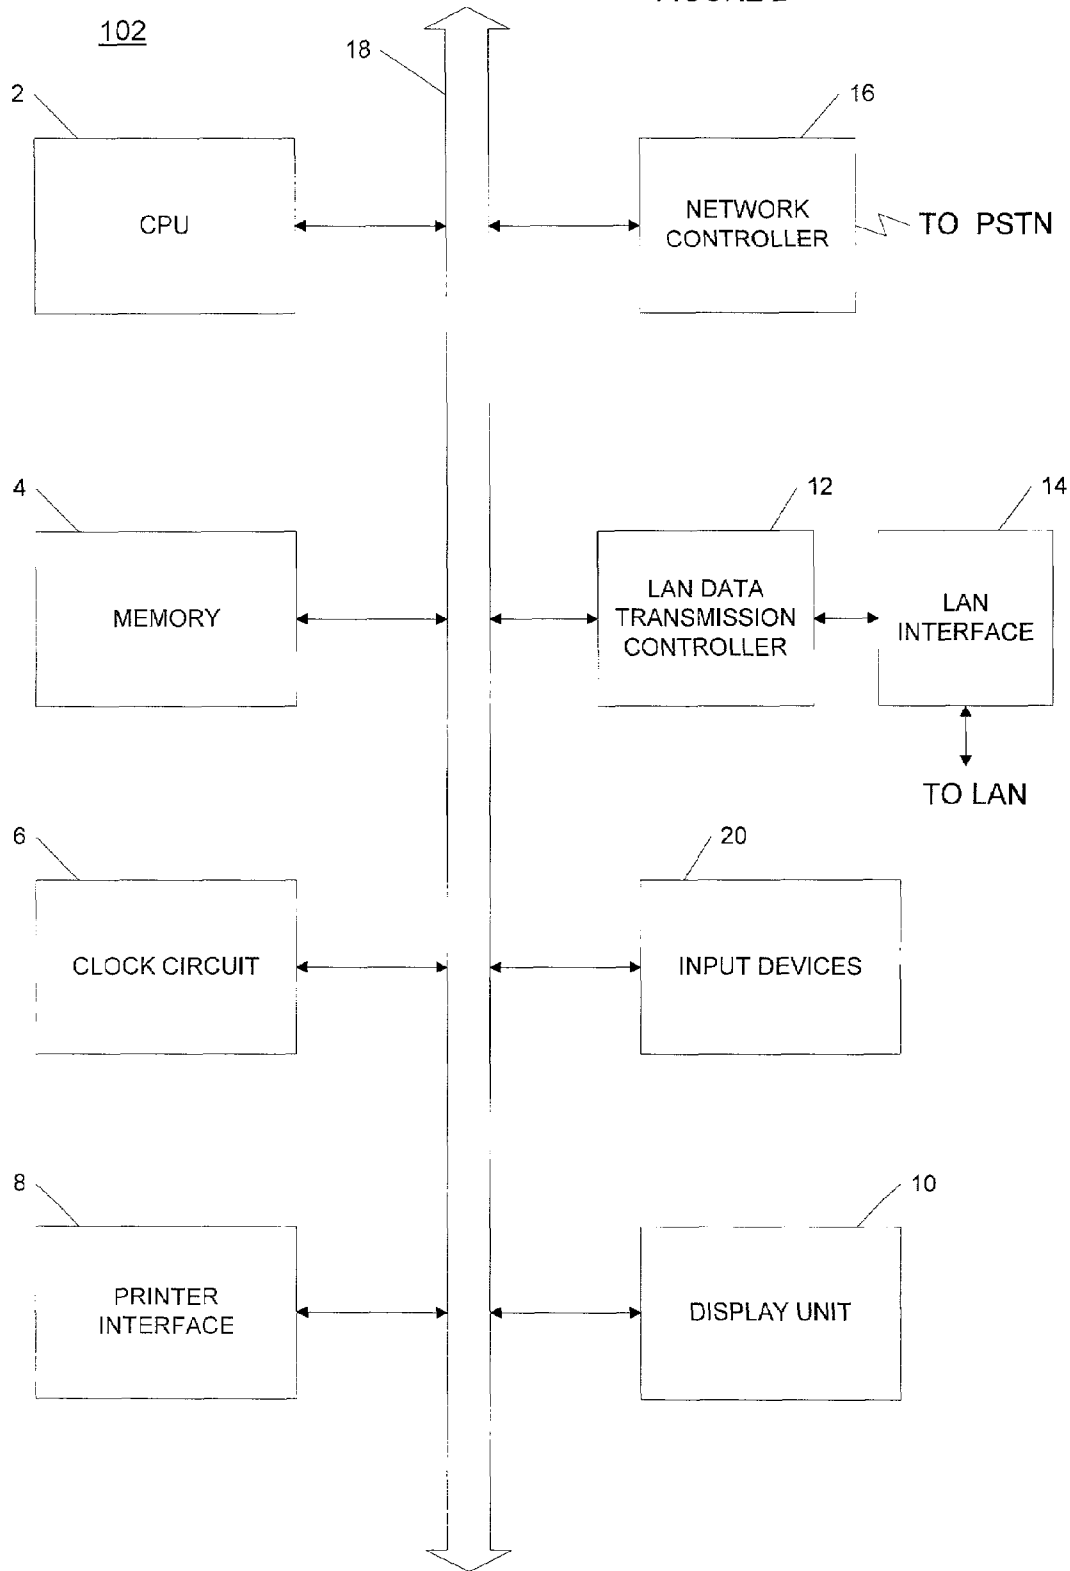 102
18
2
16
CPU
NETWORK
CONTROLLER
TO PSTN
4
12
14
MEMORY
LAN DATA
TRANSMISSION
CONTROLLER
LAN
INTERFACE
TO LAN
6
20
CLOCK CIRCUIT
INPUT DEVICES
8
10
PRINTER
INTERFACE
DISPLAY UNIT